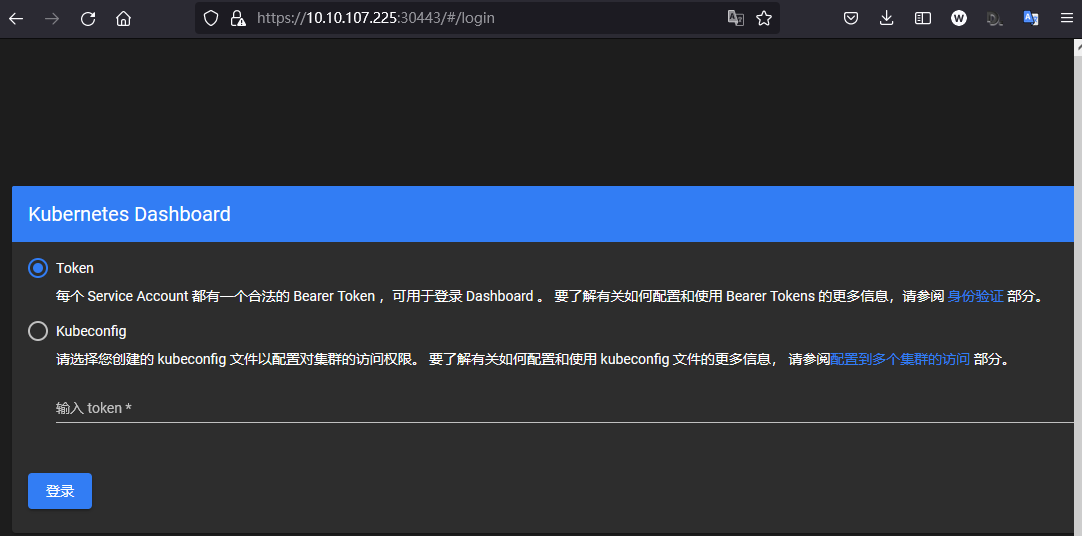 https://10.10.107.225:30443/#/login
Kubernetes Dashboard
Token
每个 Service Account 都有一个合法的 Bearer Token ，可用于登录 Dashboard 。 要了解有关如何配置和使用 Bearer Tokens 的更多信息，请参阅 身份验证 部分。
Kubeconfig
请选择您创建的 kubeconfig 文件以配置对集群的访问权限。 要了解有关如何配置和使用 kubeconfig 文件的更多信息， 请参阅配置到多个集群的访问 部分。
输入 token *
登录